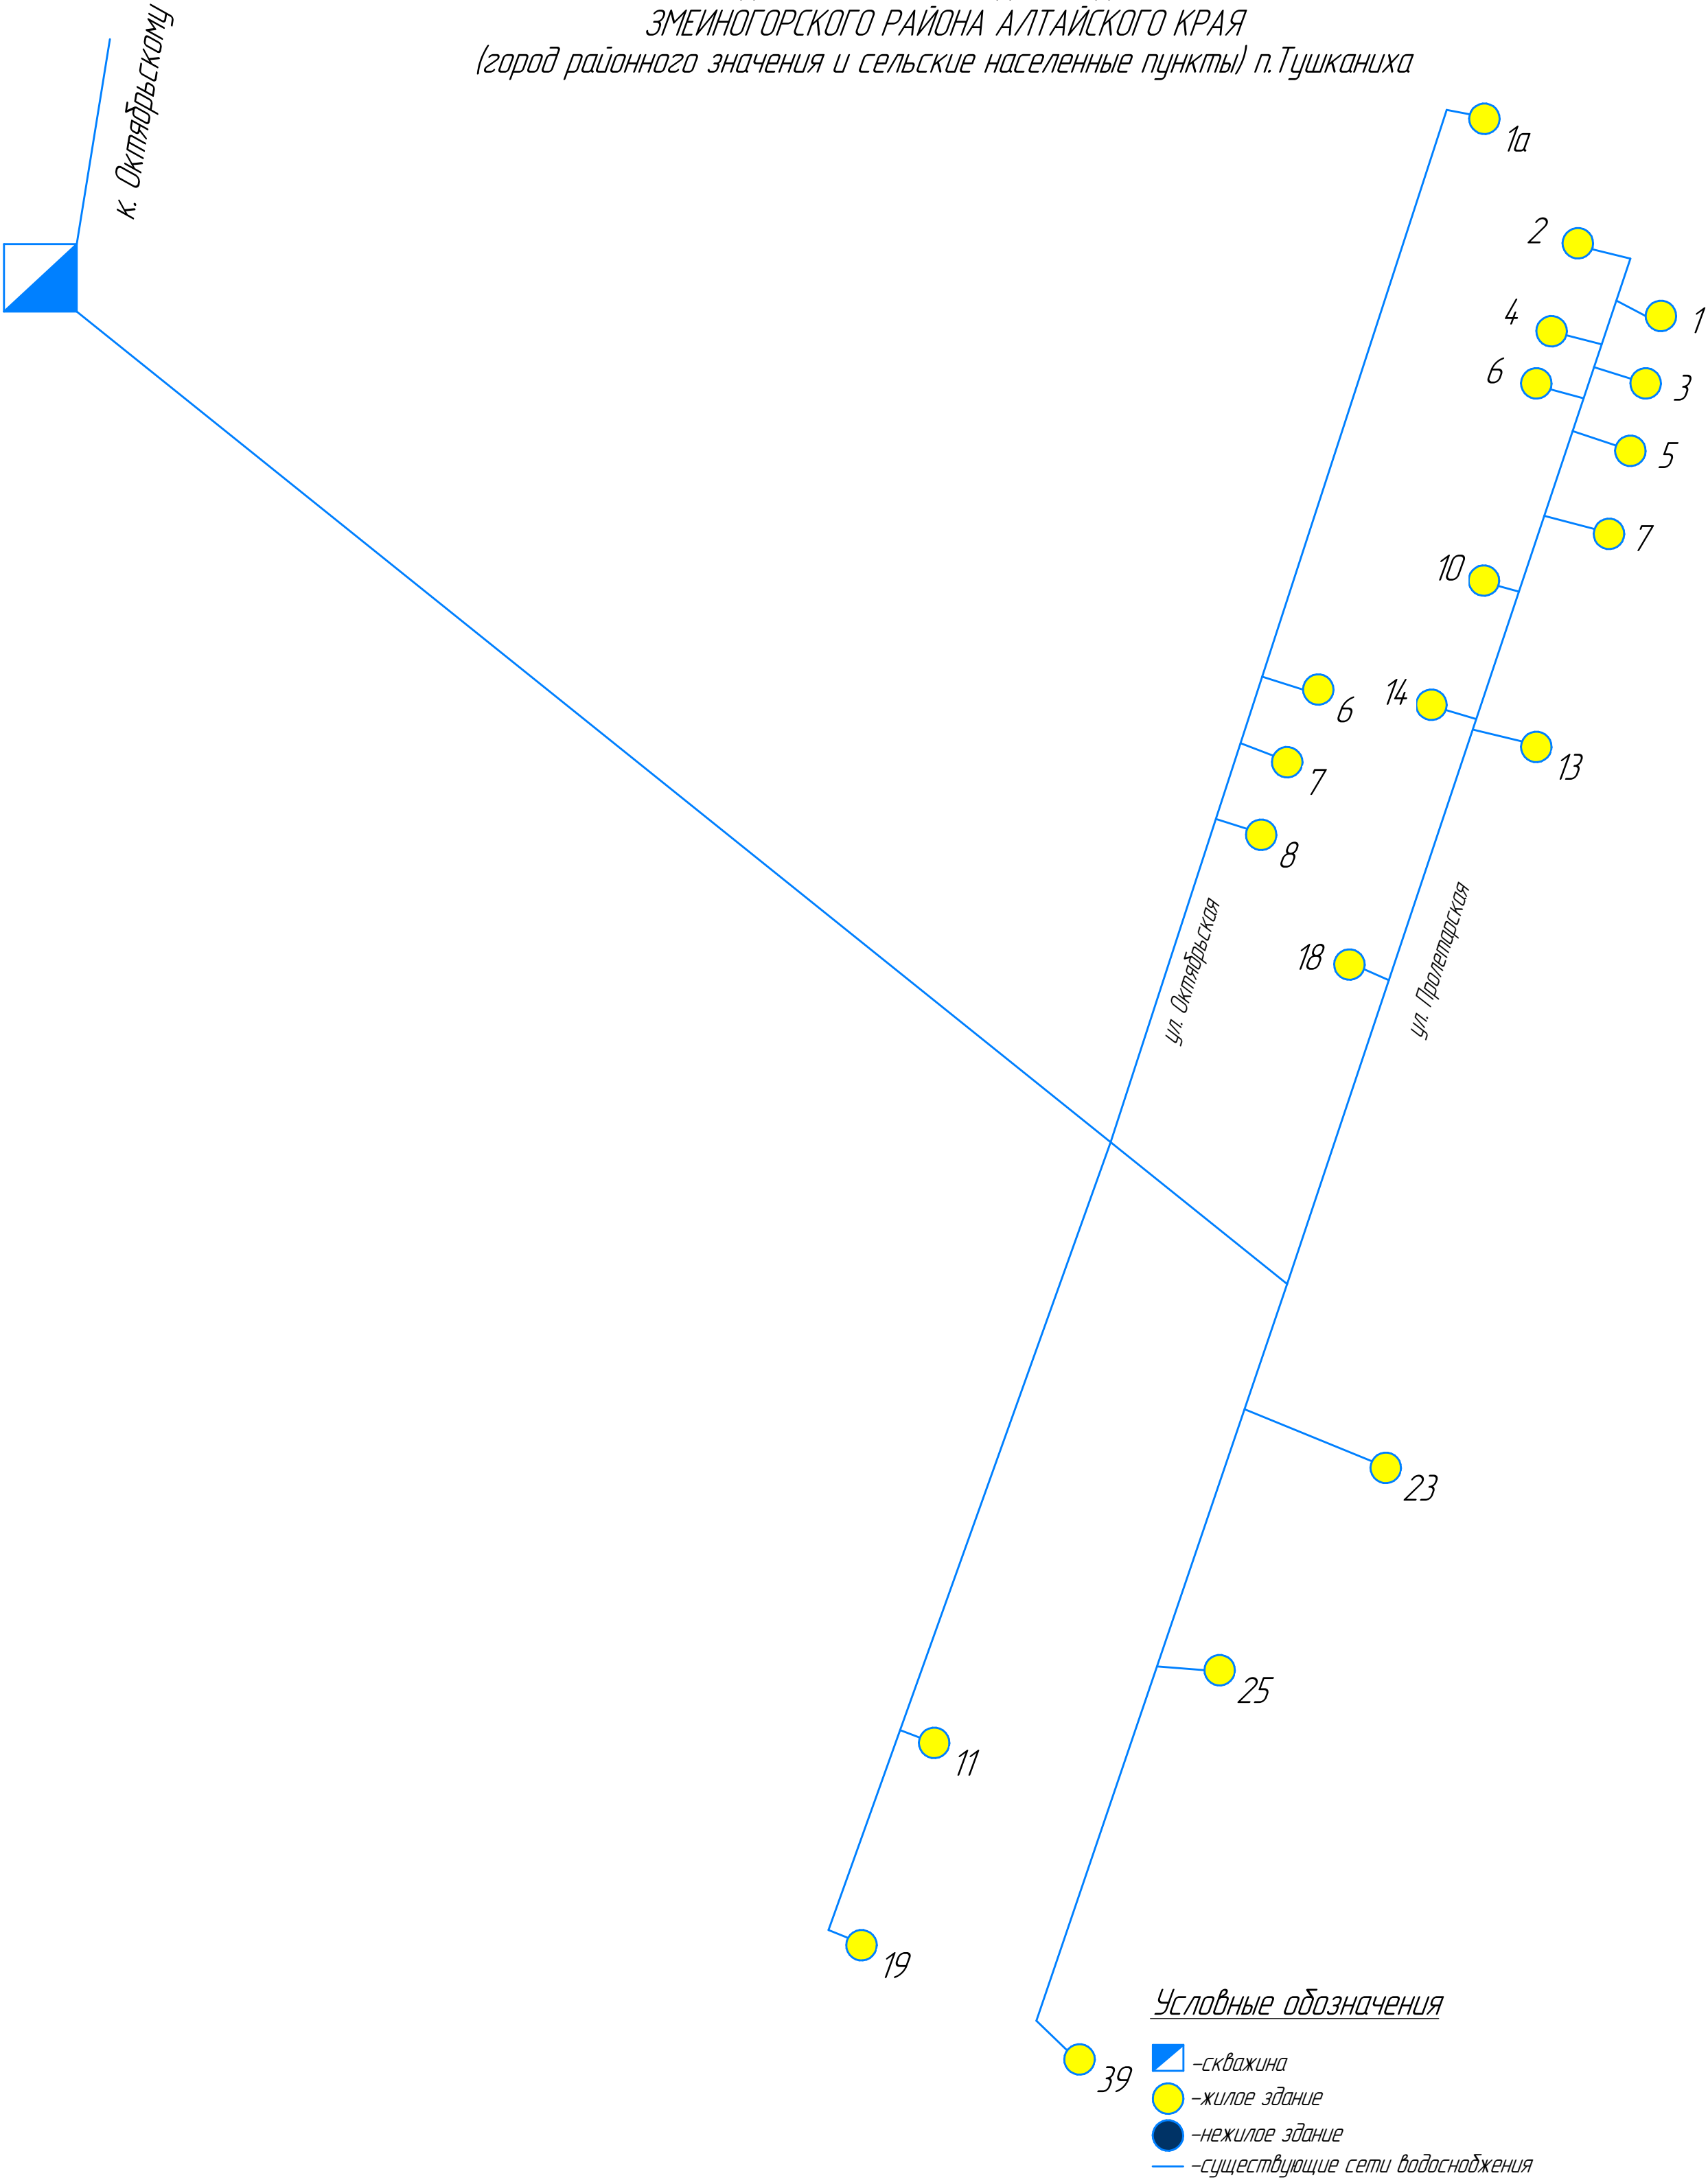 ЗМЕИНОГОРСКОГО РАЙОНА АЛТАЙСКОГО КРАЯ
(город районного значения и сельские населенные пункты) п.Тушканиха
к. Октябрьскому
1а
2
1
4
3
6
5
7
10
6
14
13
7
8
18
ул. Октябрьская
ул. Пролетарская
23
25
11
19
39
Условные обозначения
-скважина
-жилое здание
-нежилое здание
-существующие сети водоснобжения